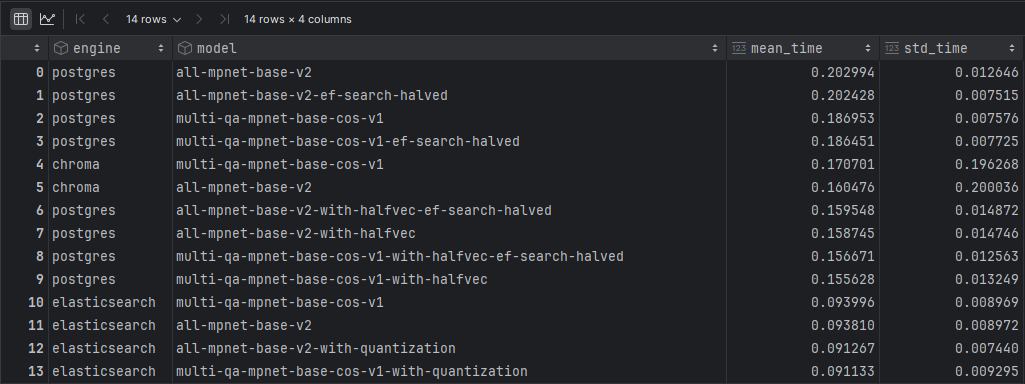 14 rows 14 rows × 4 columns
engine model mean_time std_time
0 postgres all-mpnet-base-v2 0.202994 0.012646
1 postgres all-mpnet-base-v2-ef-search-halved 0.202428 0.007515
2 postgres multi-qa-mpnet-base-cos-v1 0.186953 0.007576
3 postgres multi-qa-mpnet-base-cos-v1-ef-search-halved 0.186451 0.007725
4 chroma multi-qa-mpnet-base-cos-v1 0.170701 0.196268
5 chroma all-mpnet-base-v2 0.160476 0.200036
6 postgres all-mpnet-base-v2-with-halfvec-ef-search-halved 0.159548 0.014872
7 postgres all-mpnet-base-v2-with-halfvec 0.158745 0.014746
8 postgres multi-qa-mpnet-base-cos-v1-with-halfvec-ef-search-halved 0.156671 0.012563
9 postgres multi-qa-mpnet-base-cos-v1-with-halfvec 0.155628 0.013249
10 elasticsearch multi-qa-mpnet-base-cos-v1 0.093996 0.008969
11 elasticsearch all-mpnet-base-v2 0.093810 0.008972
12 elasticsearch all-mpnet-base-v2-with-quantization 0.091267 0.007440
13 elasticsearch multi-qa-mpnet-base-cos-v1-with-quantization 0.091133 0.009295